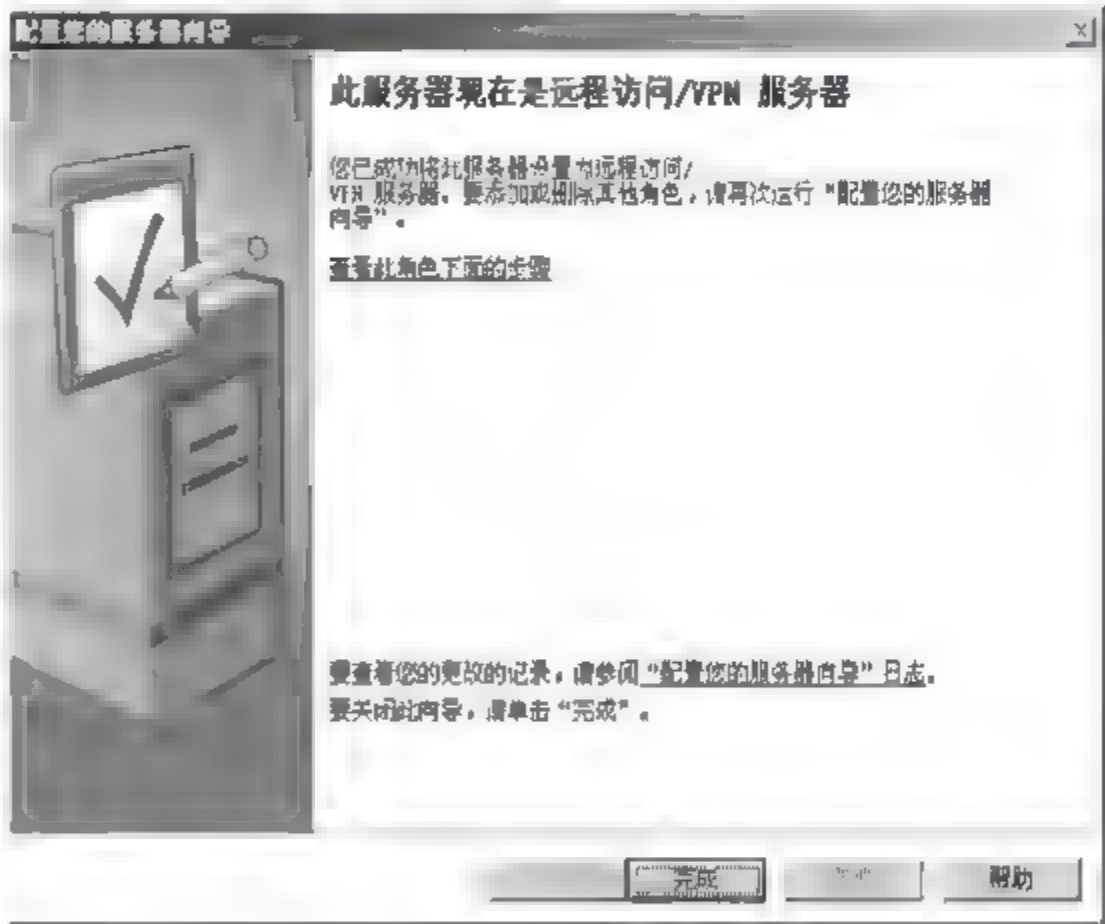 配置您的服务器向导
此服务器现在是远程访问/VPN 服务器
您已成功将此服务器设置为远程访问/
VPN 服务器。要添加或删除其他角色，请再次运行“配置您的服务器
向导”。
查看此角色下面的步骤
要查看您的更改的记录，请参阅“配置您的服务器向导”日志。
要关闭此向导，请单击“完成”。
完成
帮助